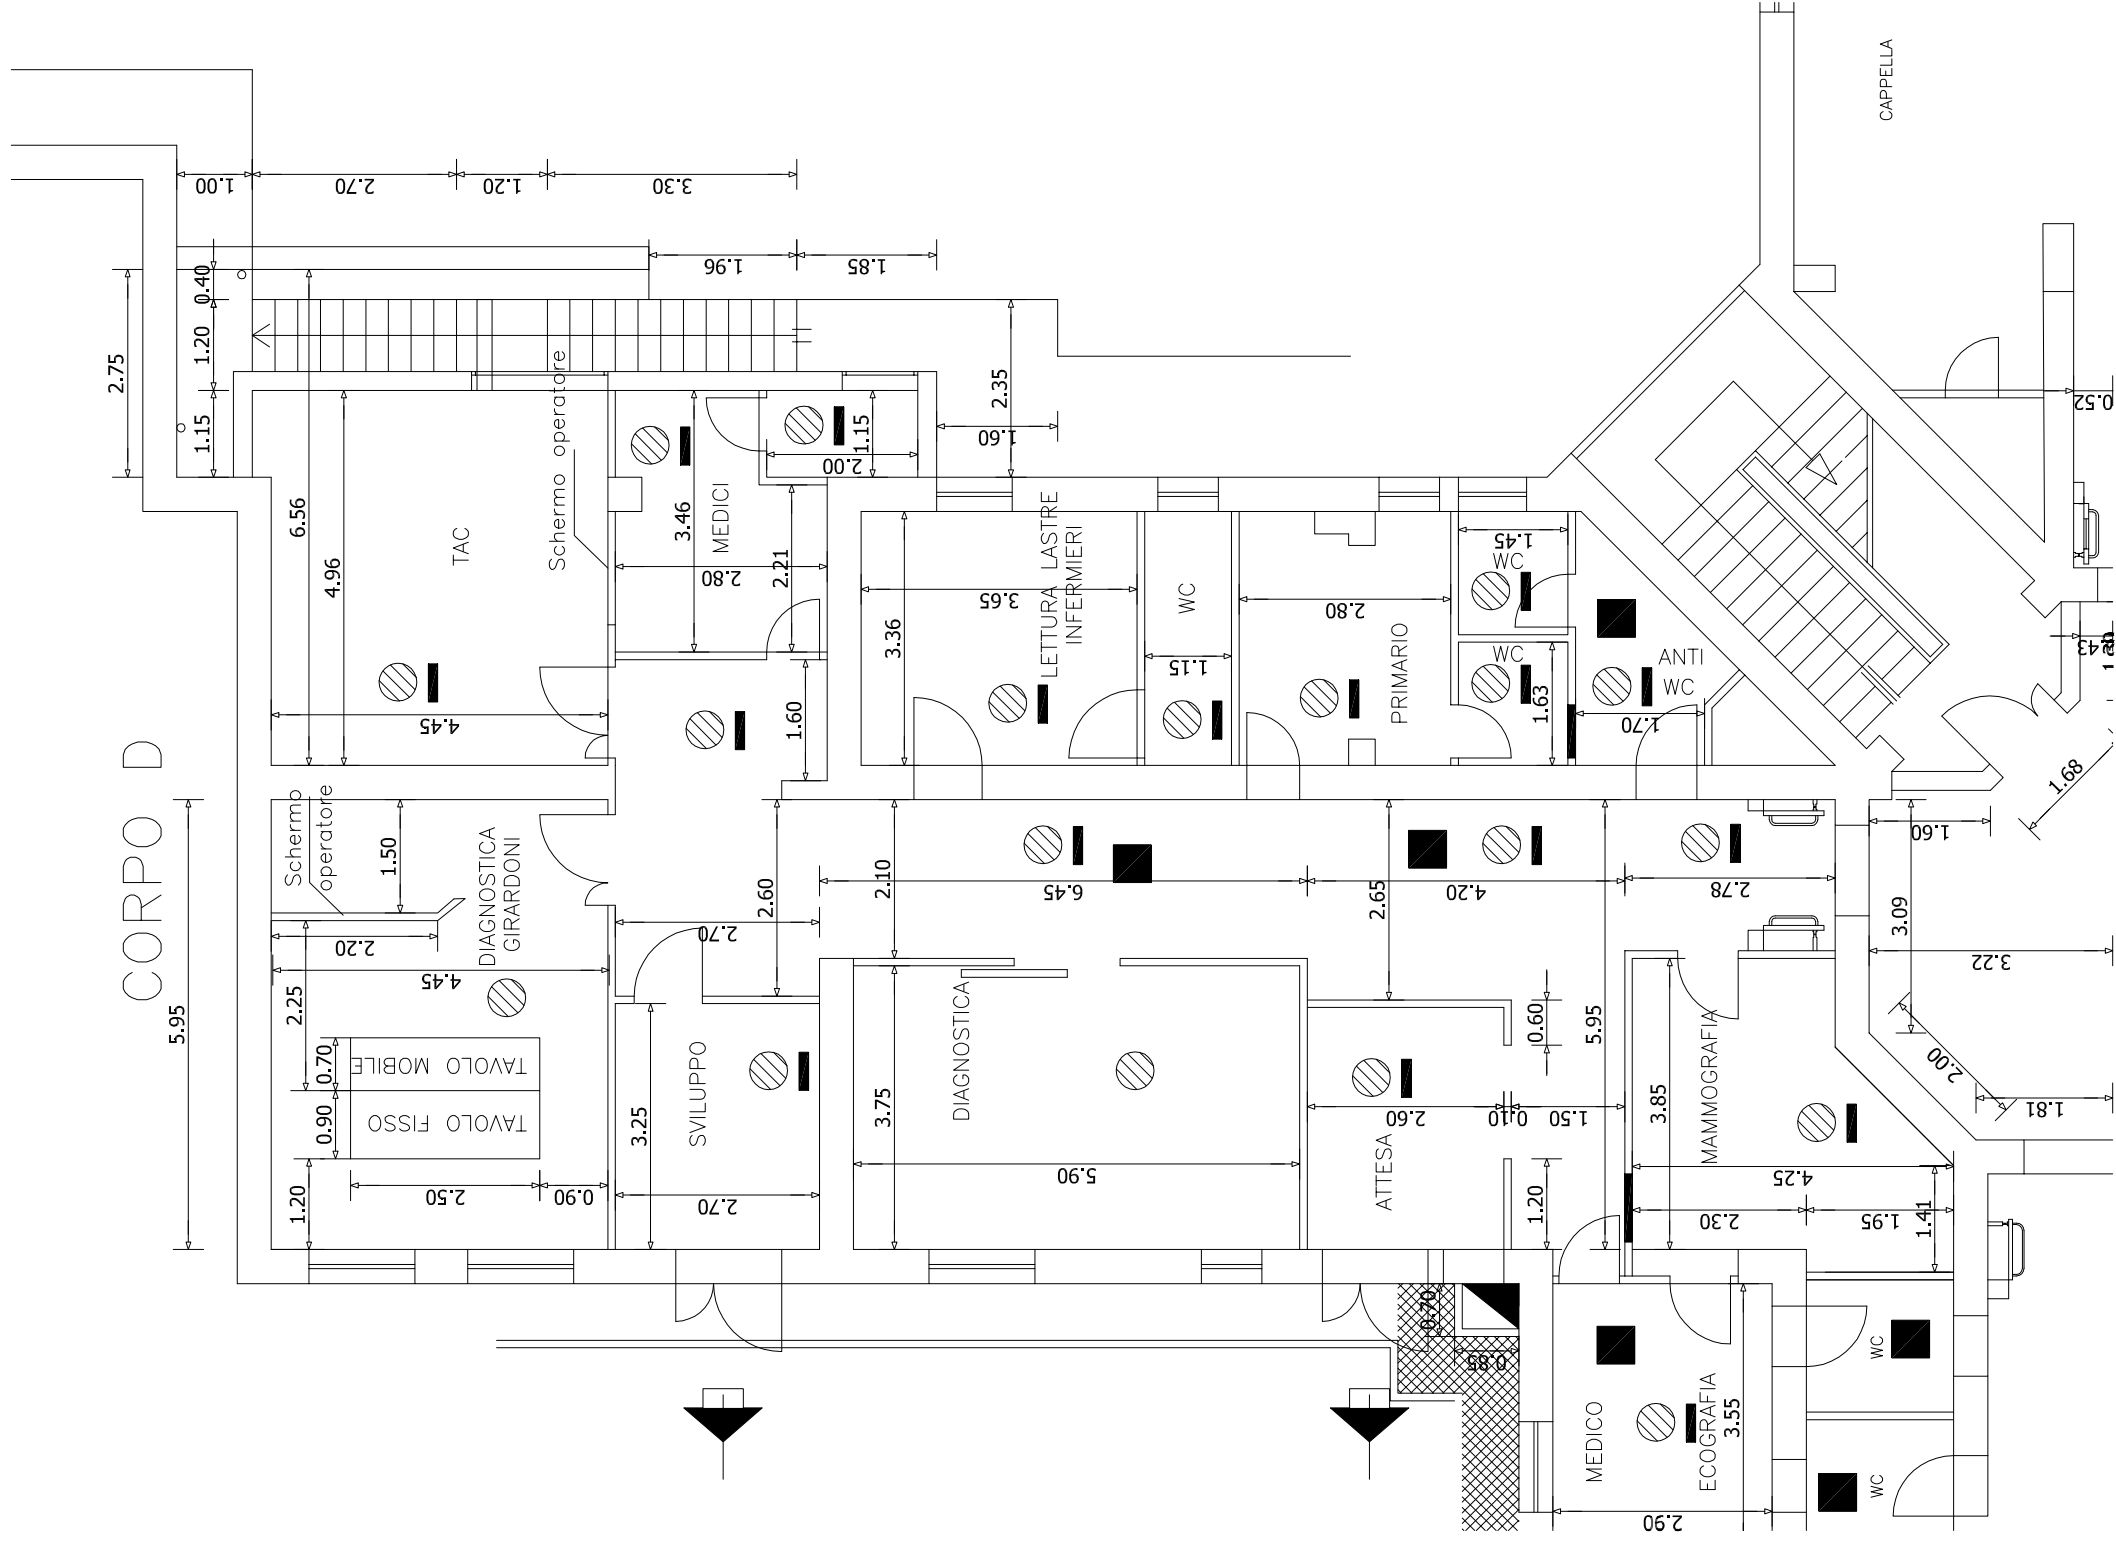 CAPPELLA
1.00
2.70
1.20
3.30
0.40
1.96
1.85
1.20
2.75
1.15
6.56
4.96
TAC
Schermo operatore
3.46
MEDICI
1.15
2.00
2.80
2.21
2.35
1.60
4.45
1.60
3.65
3.36
LETTURA LASTRE
INFERMIERI
WC
1.15
2.80
PRIMARIO
1.45
WC
WC
1.63
ANTI
WC
1.70
0.52
1.68
1.60
CORPO D
5.95
Schermo
operatore
1.50
DIAGNOSTICA
GIRARDONI
2.20
4.45
2.25
0.70
TAVOLO MOBILE
0.90
TAVOLO FISSO
1.20
2.50
0.90
2.60
2.70
3.25
SVILUPPO
2.70
2.10
6.45
2.65
4.20
2.78
3.09
3.22
DIAGNOSTICA
3.75
5.90
0.60
5.95
2.60
0.10
1.50
ATTESA
1.20
MAMMOGRAFIA
3.85
4.25
2.30
1.95
1.41
2.00
1.81
0.70
0.85
MEDICO
ECOGRAFIA
3.55
2.90
WC
WC